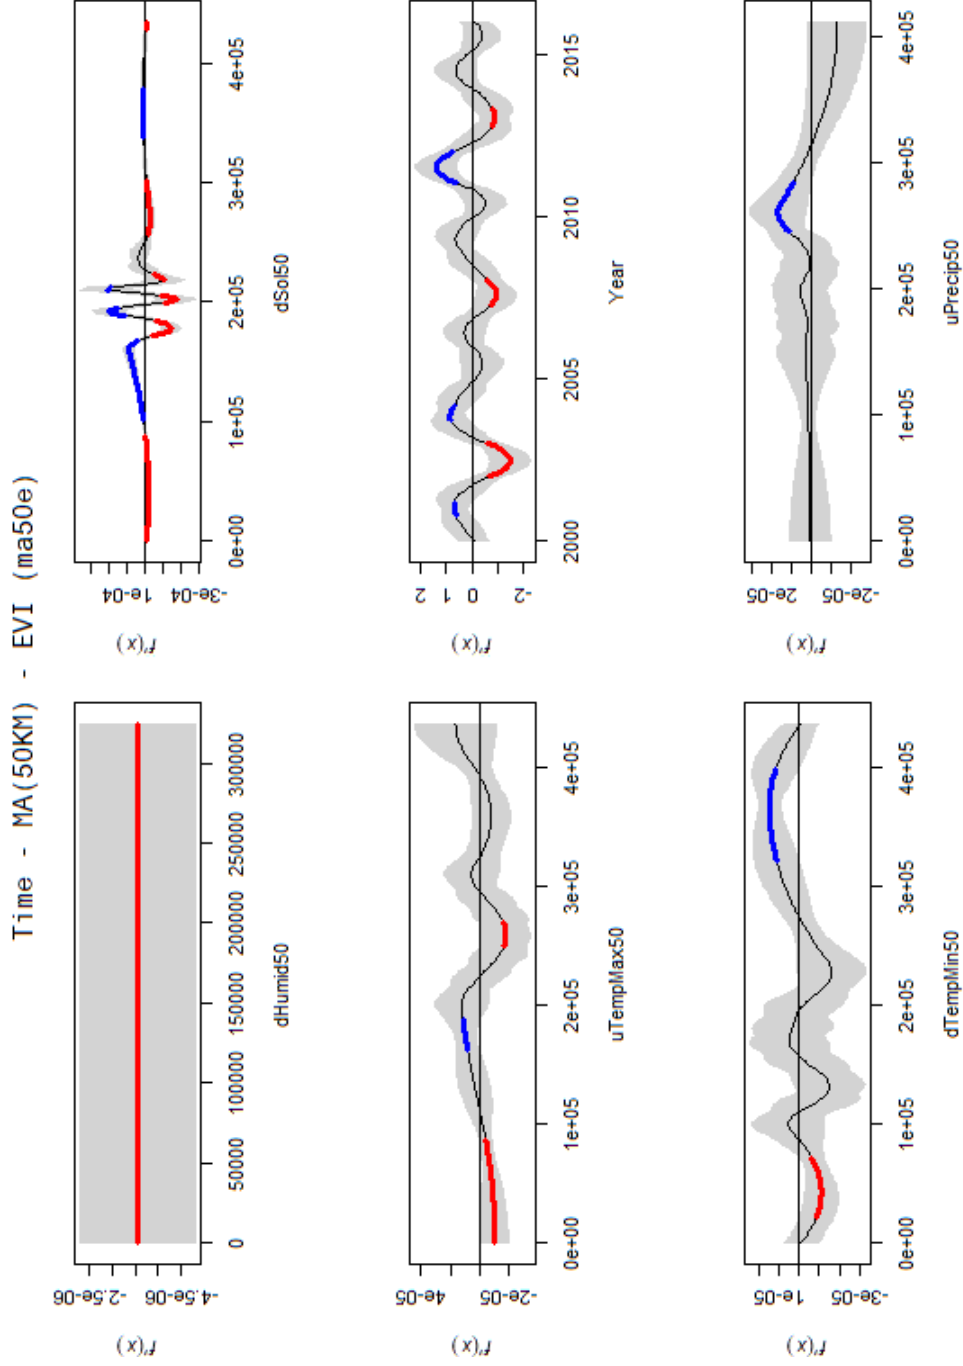 Time - MA(50KM) - EVI (ma50e)
f'(x)
-4.5e-06 -2.5e-06
0 50000 100000 150000 200000 250000 300000
dHumid50
f'(x)
-3e-04 1e-04
0e+00 1e+05 2e+05 3e+05 4e+05
dSol50
f'(x)
-2e-05 4e-05
0e+00 1e+05 2e+05 3e+05 4e+05
uTempMax50
f'(x)
-2 0 1 2
2000 2005 2010 2015
Year
f'(x)
-3e-05 1e-05
0e+00 1e+05 2e+05 3e+05 4e+05
dTempMin50
f'(x)
-2e-05 2e-05
0e+00 1e+05 2e+05 3e+05 4e+05
uPrecip50